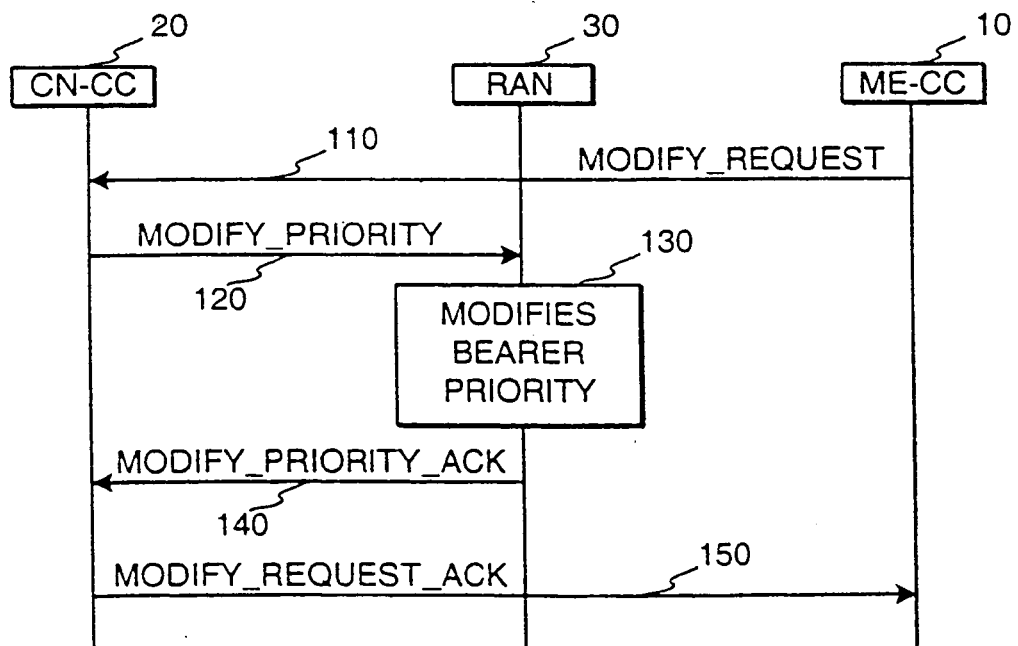 20
30
10
CN-CC
RAN
ME-CC
110
MODIFY_REQUEST
MODIFY_PRIORITY
120
130
MODIFIES
BEARER
PRIORITY
MODIFY_PRIORITY_ACK
140
MODIFY_REQUEST_ACK
150